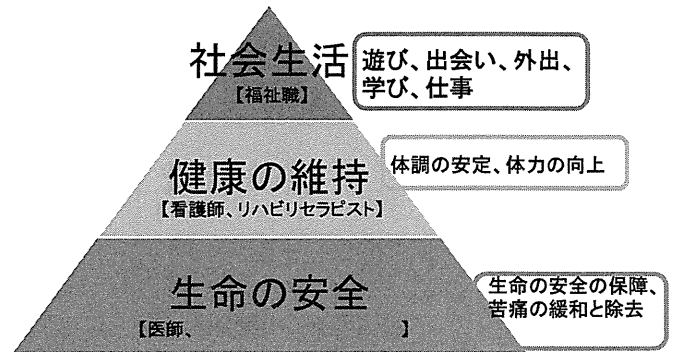 社会生活
【福祉職】
遊び、出会い、外出、
学び、仕事
健康の維持
【看護師、リハビリセラピスト】
体調の安定、体力の向上
生命の安全
【医師、　　　　　　　　　　】
生命の安全の保障、
苦痛の緩和と除去